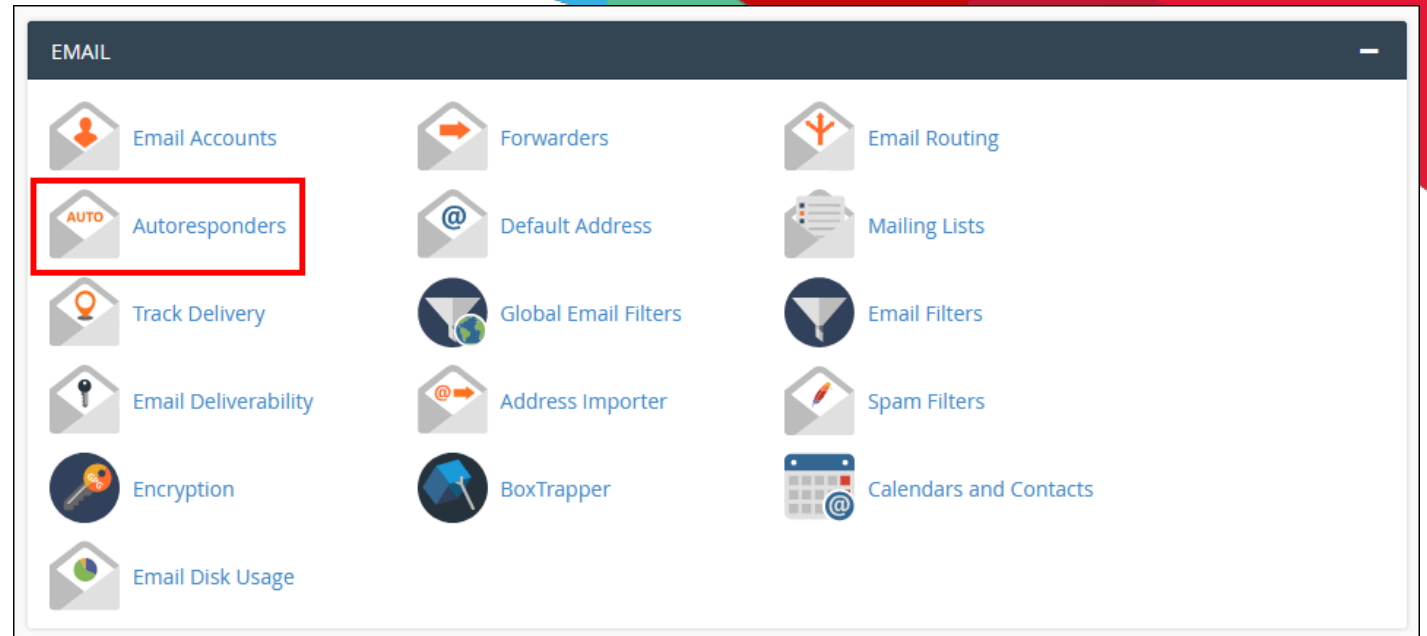 EMAIL
Email Accounts
Forwarders
Email Routing
AUTO
Autoresponders
@
Default Address
Mailing Lists
Track Delivery
Global Email Filters
Email Filters
Email Deliverability
@
Address Importer
Spam Filters
GPG
Encryption
BoxTrapper
@
Calendars and Contacts
Email Disk Usage